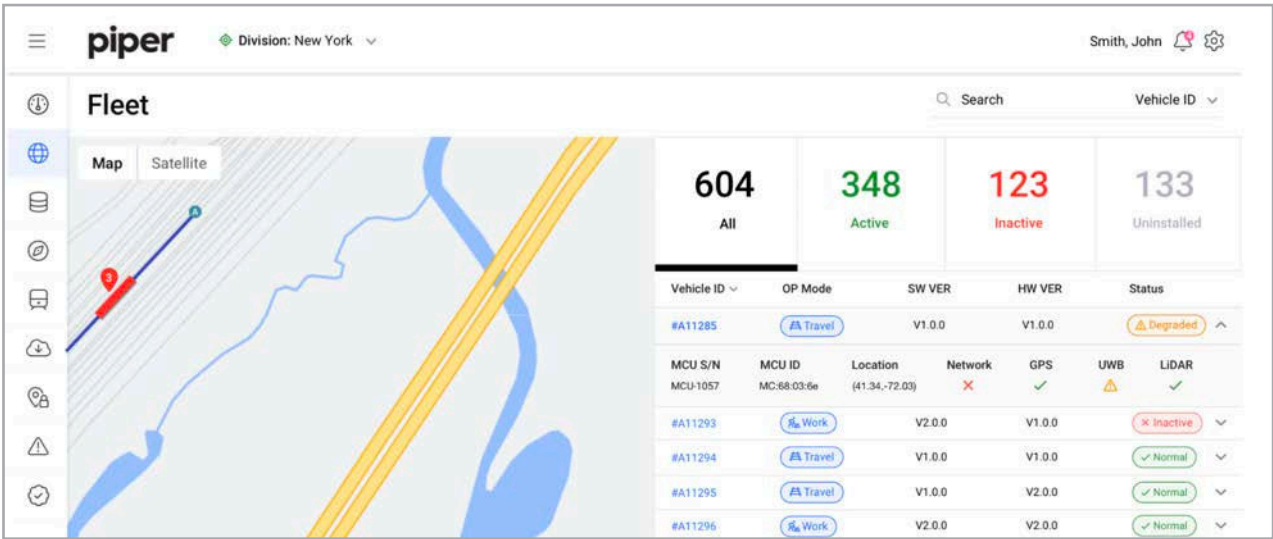 piper
Division: New York
Smith, John
Fleet
Search
Vehicle ID
Map Satellite
604 348 123 133
All Active Inactive Uninstalled
Vehicle ID OP Mode SW VER HW VER Status
#A11285 Travel V1.0.0 V1.0.0 Degraded
MCU S/N MCU ID Location Network GPS UWB LiDAR
MCU-1057 MC:68:03:6e (41.34,-72.03)
#A11293 Work V2.0.0 V1.0.0 Inactive
#A11294 Travel V1.0.0 V1.0.0 Normal
#A11295 Travel V1.0.0 V2.0.0 Normal
#A11296 Work V2.0.0 V2.0.0 Normal
A
3